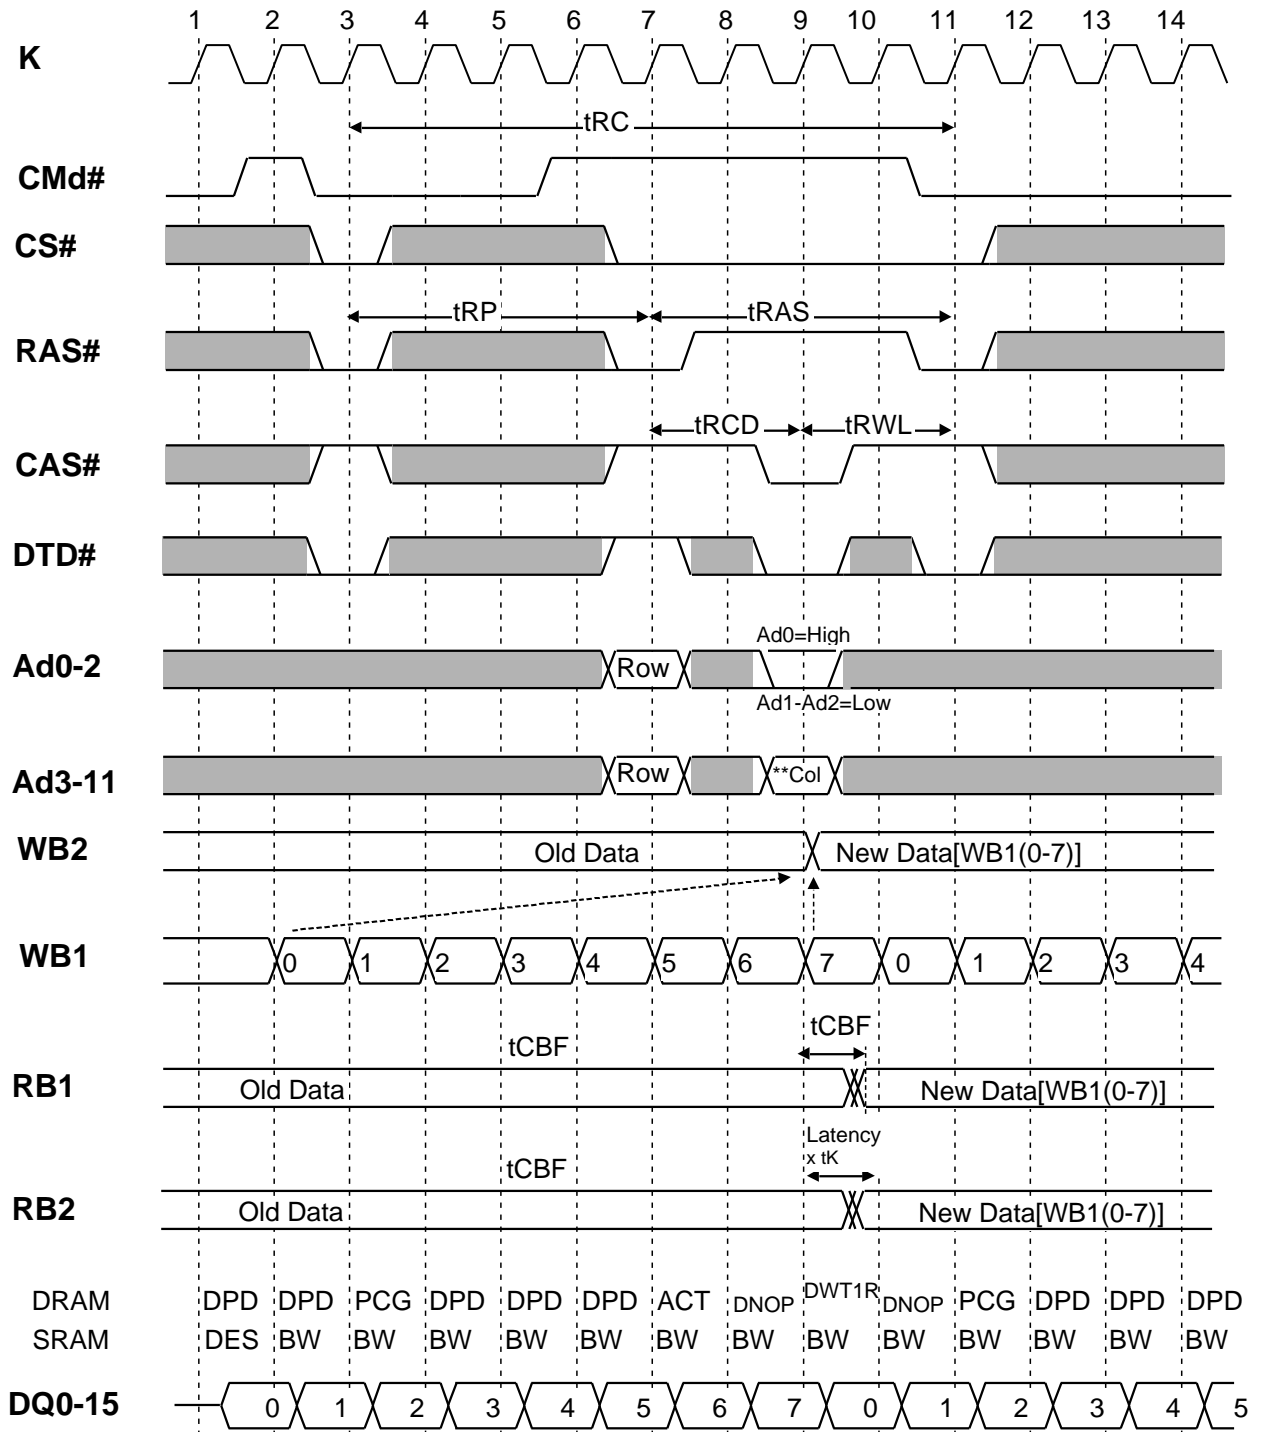 1 2 3 4 5 6 7 8 9 10 11 12 13 14
K
tRC
CMd#
CS#
tRP tRAS
RAS#
tRCD tRWL
CAS#
DTD#
Ad0=High
Ad0-2 Row
Ad1-Ad2=Low
Ad3-11 Row **Col
WB2 Old Data New Data[WB1(0-7)]
WB1 0 1 2 3 4 5 6 7 0 1 2 3 4
tCBF tCBF
RB1 Old Data New Data[WB1(0-7)]
Latency
x tK
tCBF
RB2 Old Data New Data[WB1(0-7)]
DRAM DPD DPD PCG DPD DPD DPD ACT DNOP DWT1R DNOP PCG DPD DPD DPD
SRAM DES BW BW BW BW BW BW BW BW BW BW BW BW BW
DQ0-15 0 1 2 3 4 5 6 7 0 1 2 3 4 5